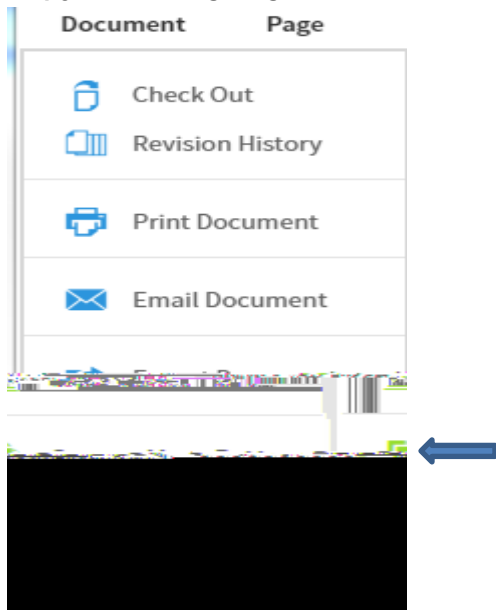 Document Page
Check Out
Revision History
Print Document
Email Document